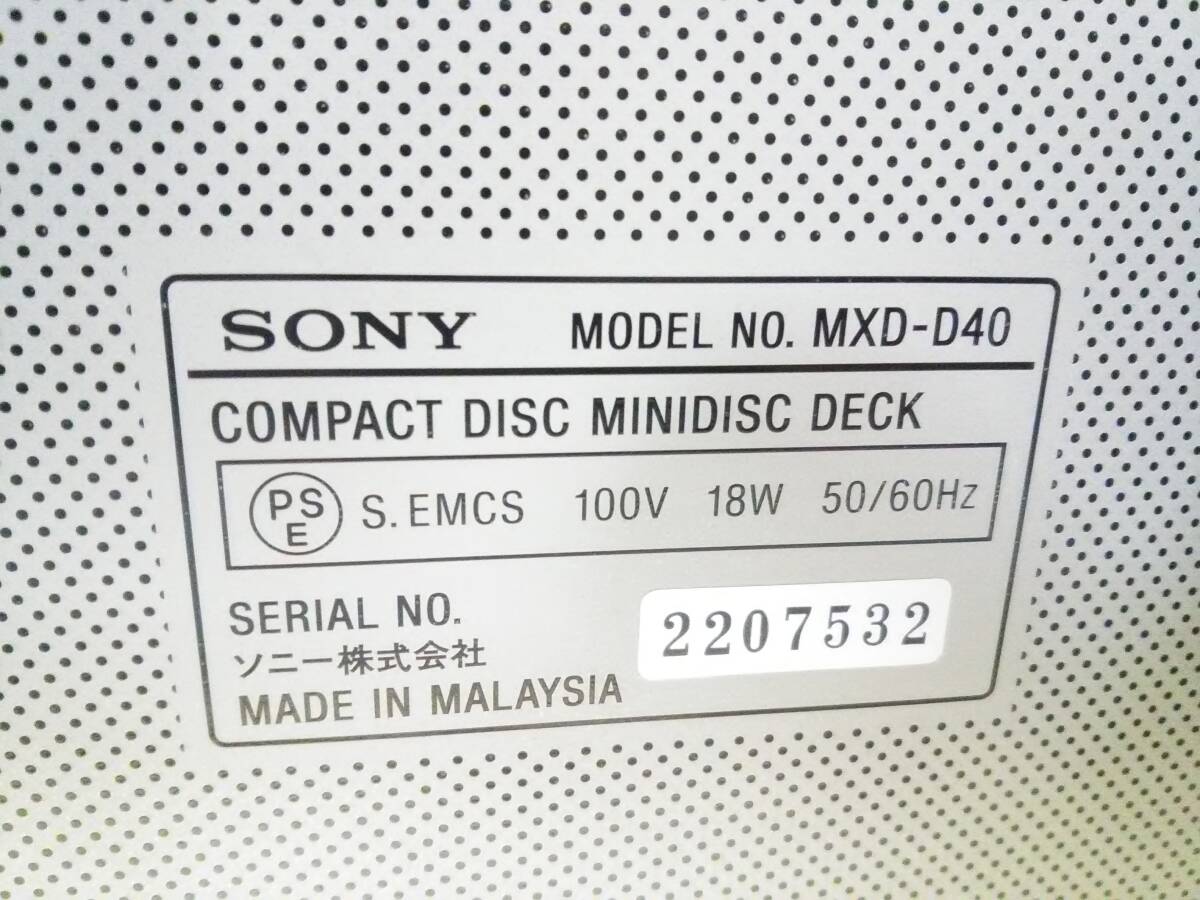 SONY MODEL NO. MXD-D40
COMPACT DISC MINIDISC DECK
PSE S. EMCS 100V 18W 50/60Hz
SERIAL NO. 2207532
ソニー株式会社
MADE IN MALAYSIA